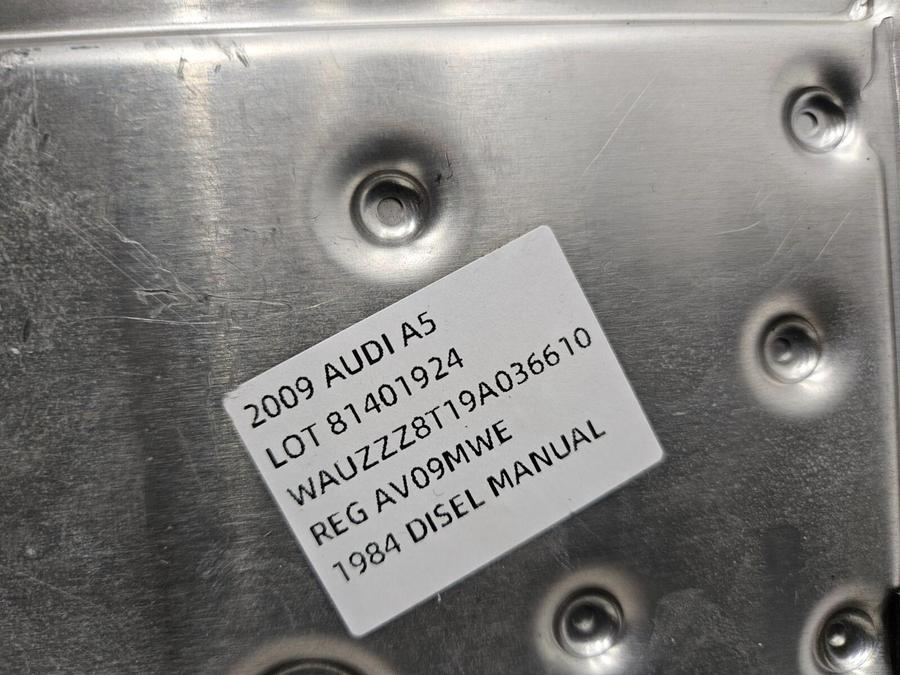 2009 AUDI A5
LOT 81401924
WAUZZZ8T19A036610
REG AV09MWE
1984 DISEL MANUAL